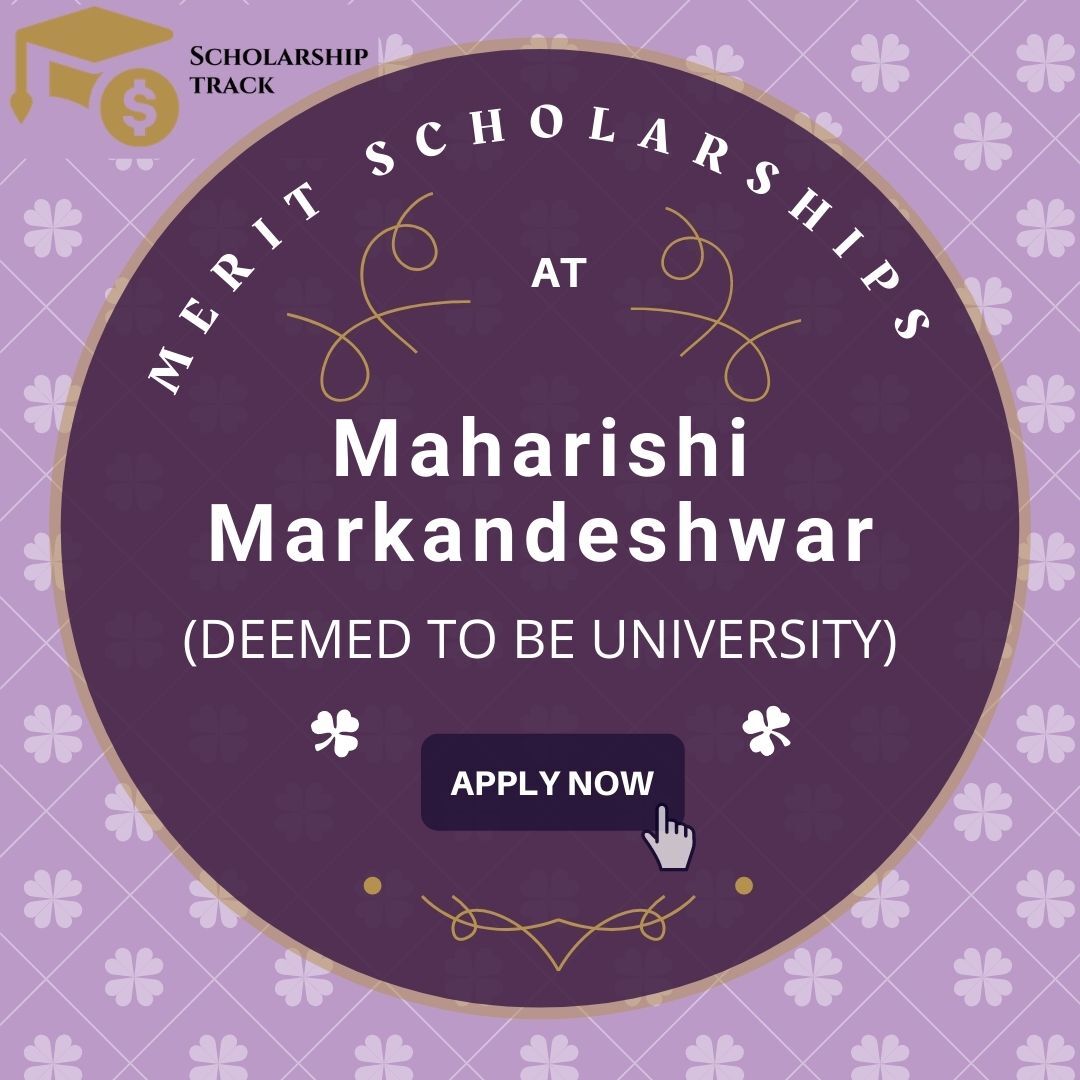 SCHOLARSHIP
TRACK
MERIT SCHOLARSHIPS
AT
Maharishi
Markandeshwar
(DEEMED TO BE UNIVERSITY)
APPLY NOW